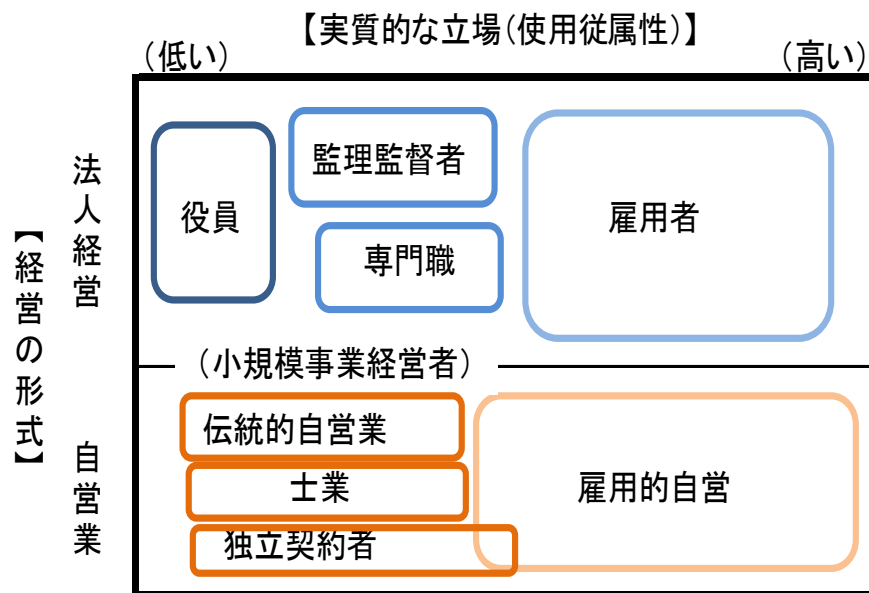 【実質的な立場(使用従属性)】
(低い)
(高い)
【経営の形式】
法人経営
役員
監理監督者
専門職
雇用者
(小規模事業経営者)
自営業
伝統的自営業
士業
独立契約者
雇用的自営